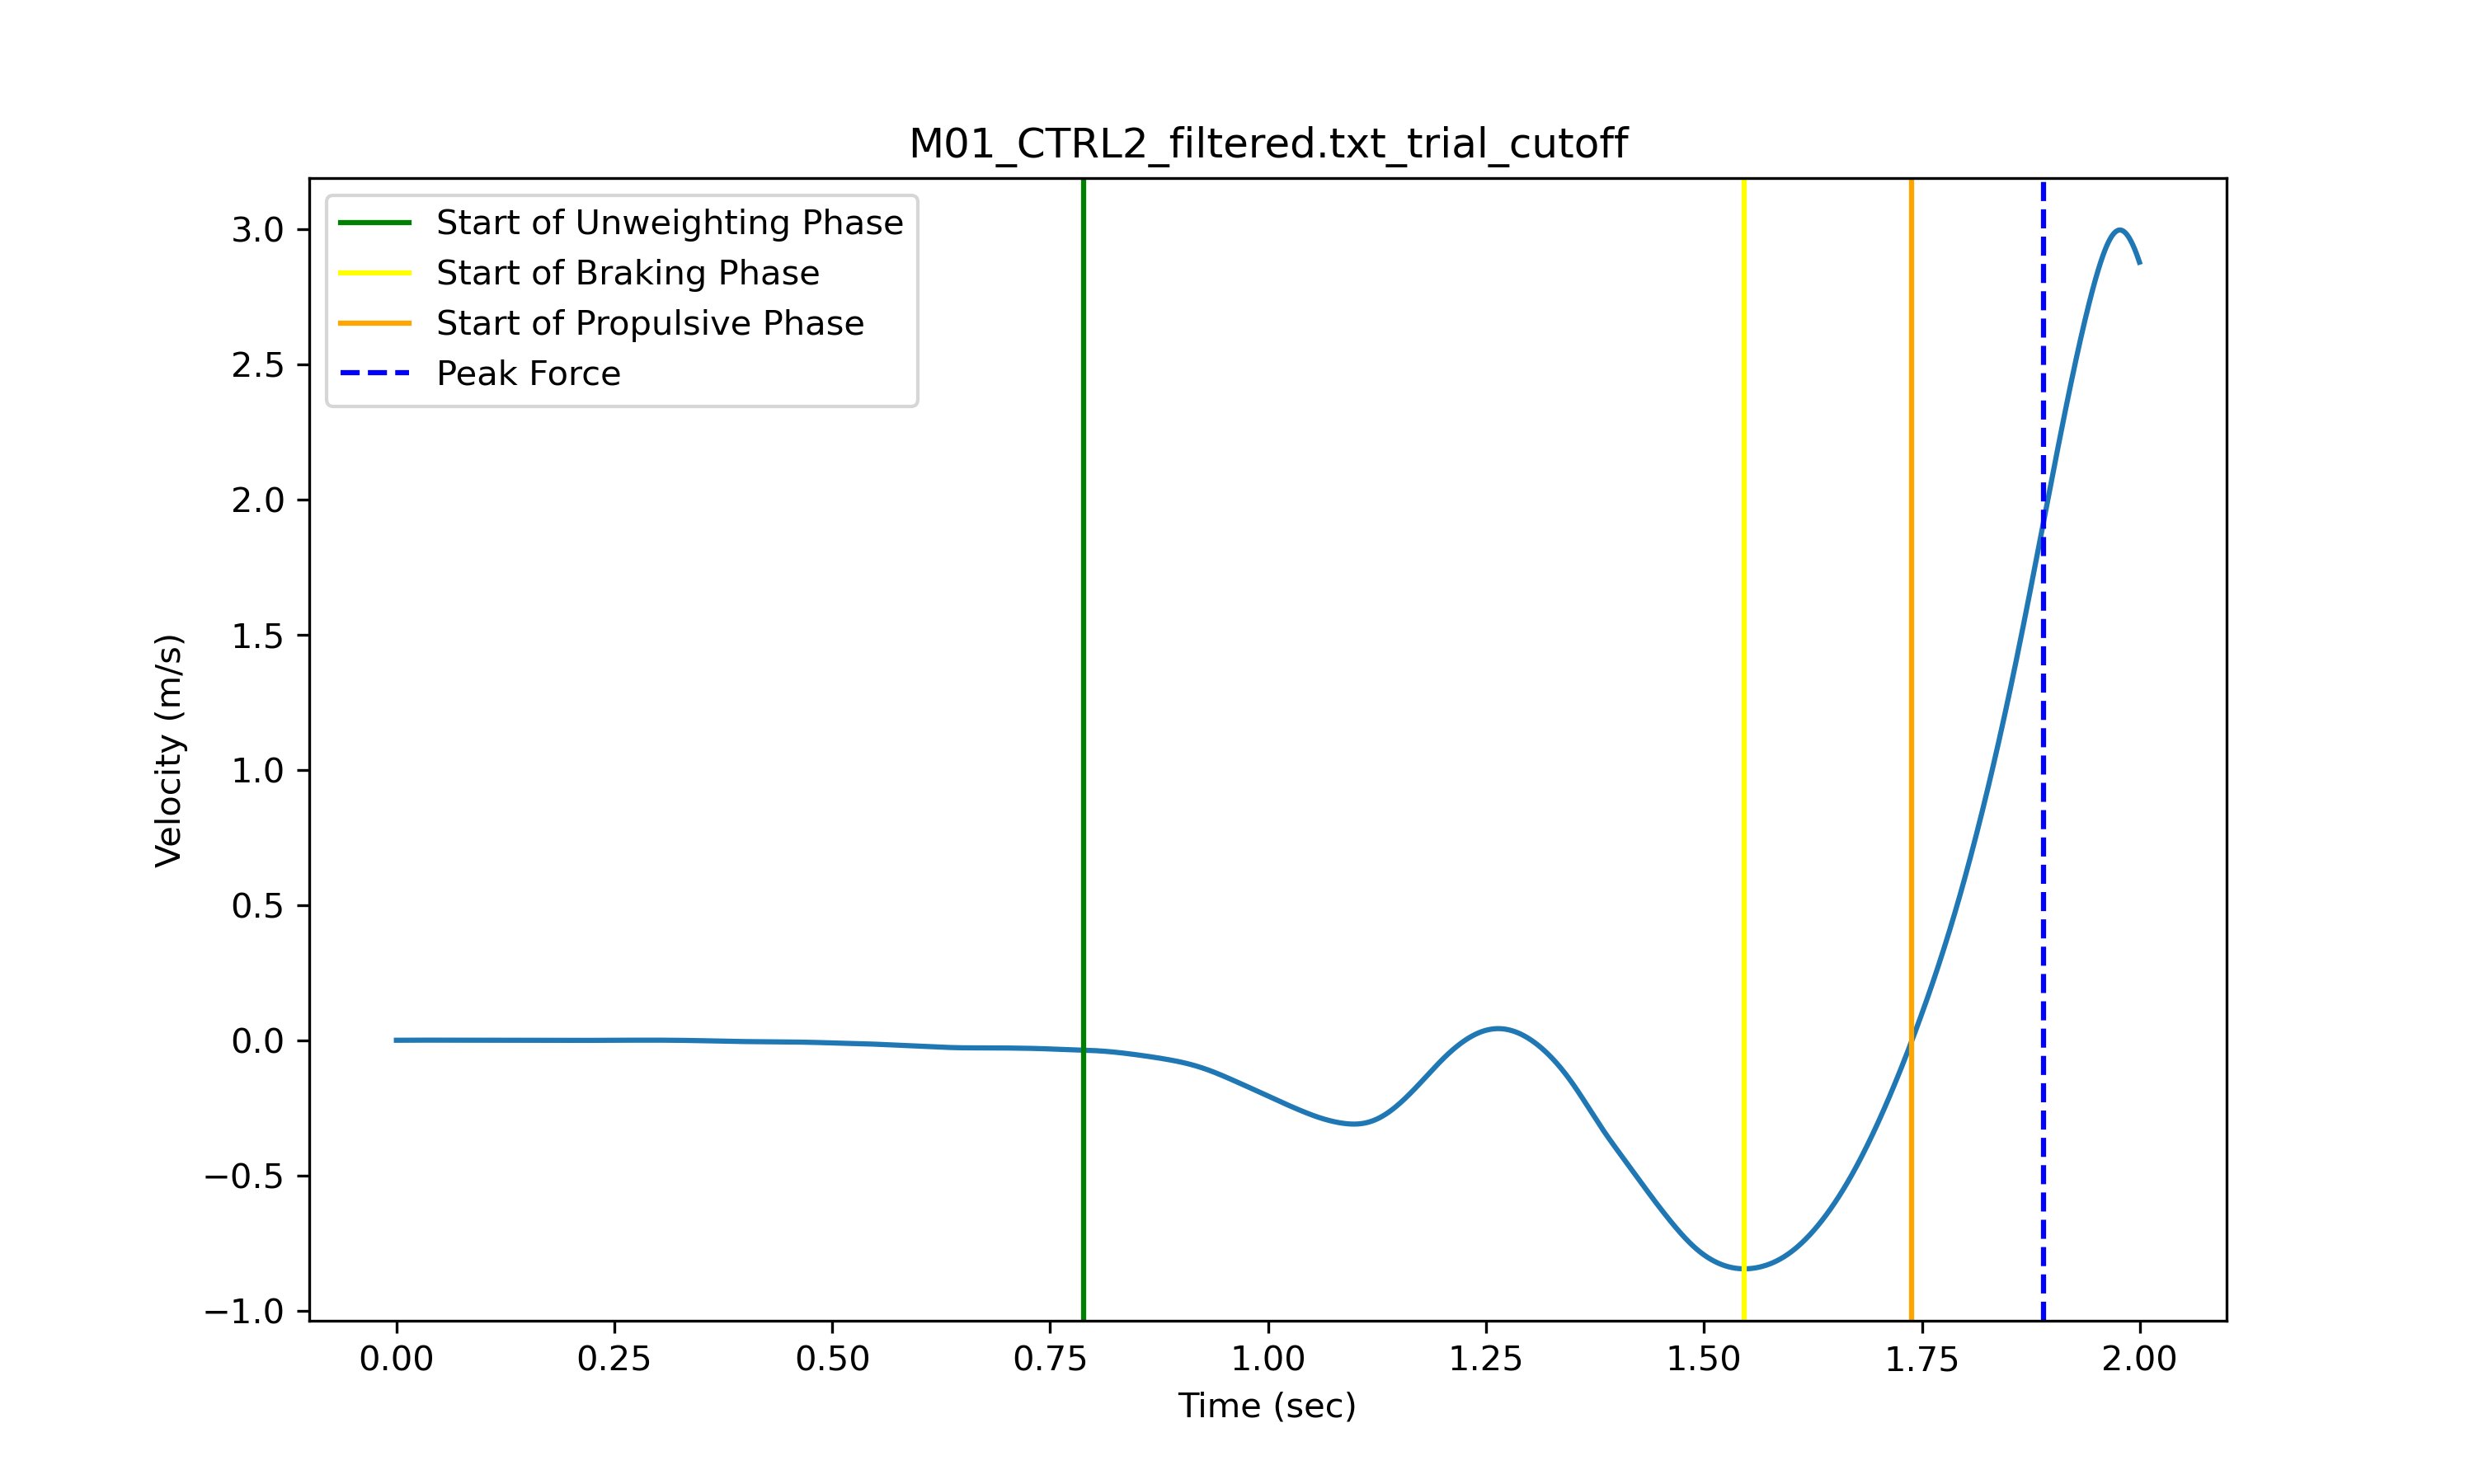 M01_CTRL2_filtered.txt_trial_cutoff
Start of Unweighting Phase
Start of Braking Phase
Start of Propulsive Phase
Peak Force
Velocity (m/s)
3.0
2.5
2.0
1.5
1.0
0.5
0.0
−0.5
−1.0
0.00 0.25 0.50 0.75 1.00 1.25 1.50 1.75 2.00
Time (sec)